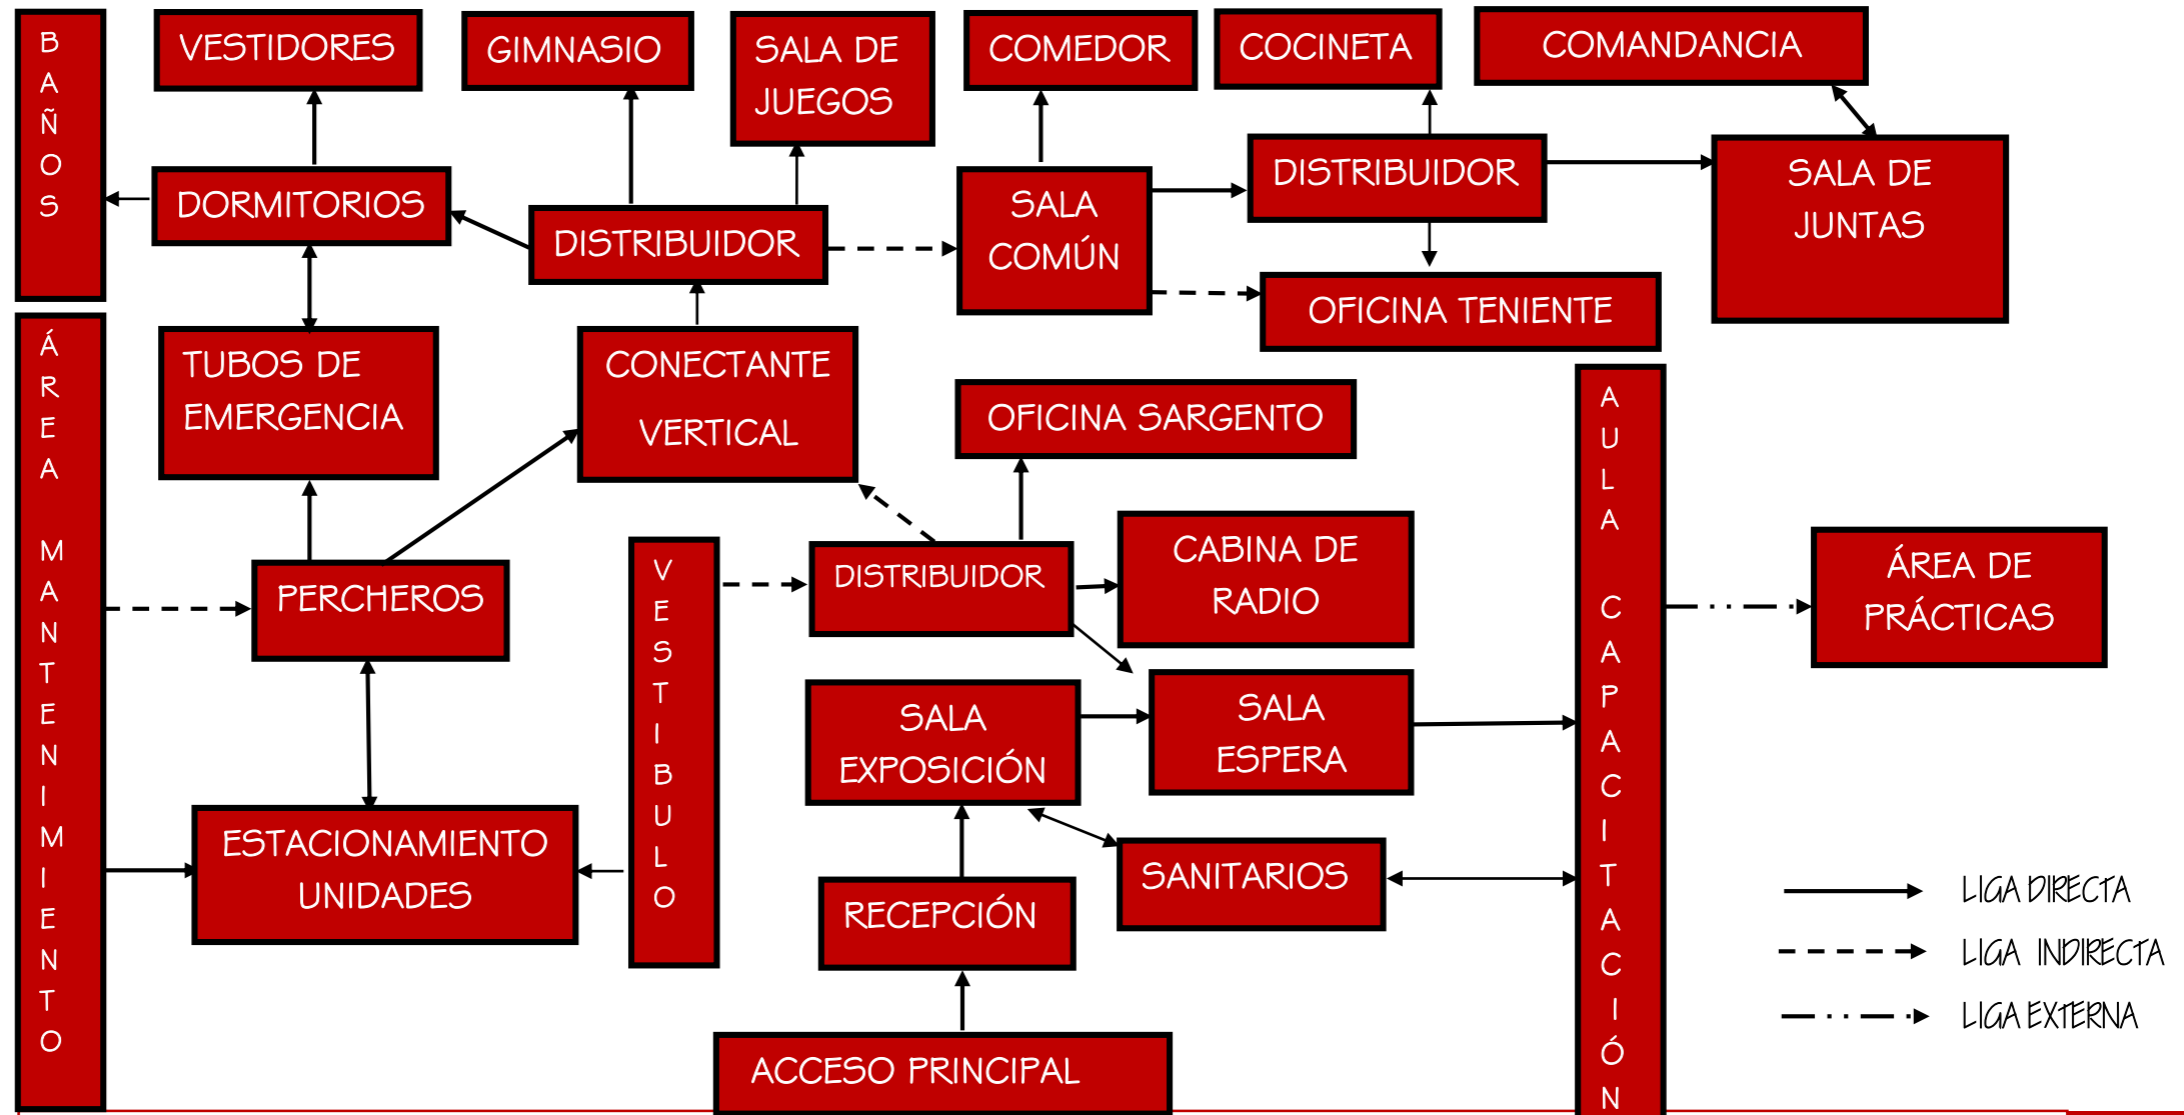 BAÑOS
VESTIDORES
GIMNASIO
SALA DE
JUEGOS
COMEDOR
COCINETA
COMANDANCIA
DORMITORIOS
DISTRIBUIDOR
SALA
COMÚN
DISTRIBUIDOR
SALA DE
JUNTAS
OFICINA TENIENTE
ÁREA MANTENIMIENTO
TUBOS DE
EMERGENCIA
CONECTANTE
VERTICAL
OFICINA SARGENTO
AULA CAPACITACIÓN
PERCHEROS
VESTIBULO
DISTRIBUIDOR
CABINA DE
RADIO
ÁREA DE
PRÁCTICAS
SALA
EXPOSICIÓN
SALA
ESPERA
ESTACIONAMIENTO
UNIDADES
SANITARIOS
RECEPCIÓN
ACCESO PRINCIPAL
LIGA DIRECTA
LIGA INDIRECTA
LIGA EXTERNA